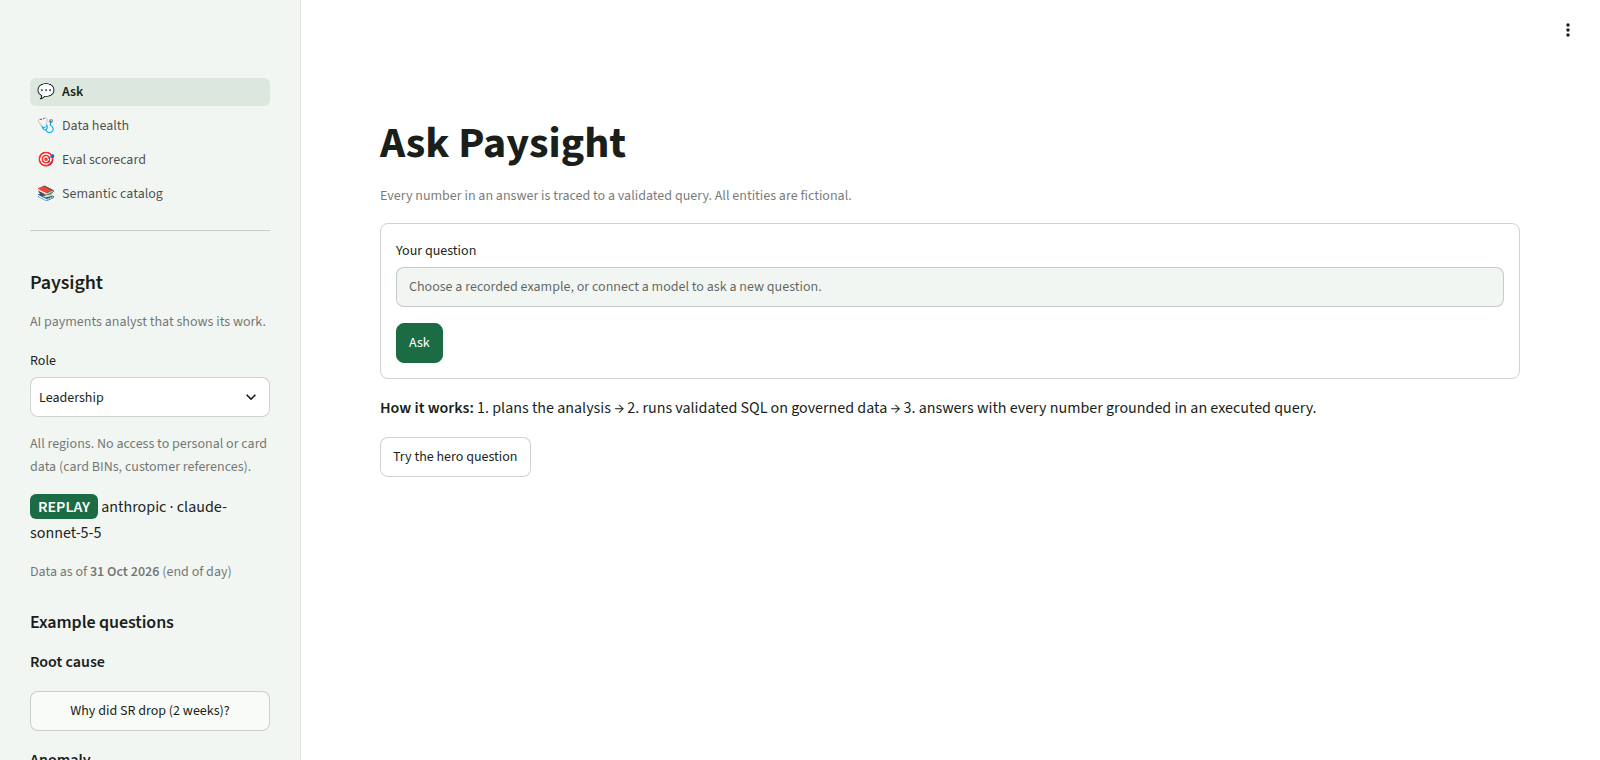 Ask
Data health
Eval scorecard
Semantic catalog
Paysight
AI payments analyst that shows its work.
Role
Leadership
All regions. No access to personal or card
data (card BINs, customer references).
REPLAY anthropic · claude-
sonnet-5-5
Data as of 31 Oct 2026 (end of day)
Example questions
Root cause
Why did SR drop (2 weeks)?
Anomaly
Ask Paysight
Every number in an answer is traced to a validated query. All entities are fictional.
Your question
Choose a recorded example, or connect a model to ask a new question.
Ask
How it works: 1. plans the analysis → 2. runs validated SQL on governed data → 3. answers with every number grounded in an executed query.
Try the hero question